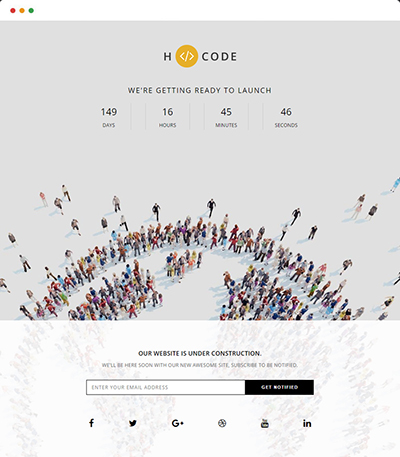 H </> CODE
WE'RE GETTING READY TO LAUNCH
149 16 45 46
DAYS HOURS MINUTES SECONDS
OUR WEBSITE IS UNDER CONSTRUCTION.
WE'LL BE HERE SOON WITH OUR NEW AWESOME SITE, SUBSCRIBE TO BE NOTIFIED.
ENTER YOUR EMAIL ADDRESS GET NOTIFIED
f G+ You Tube in